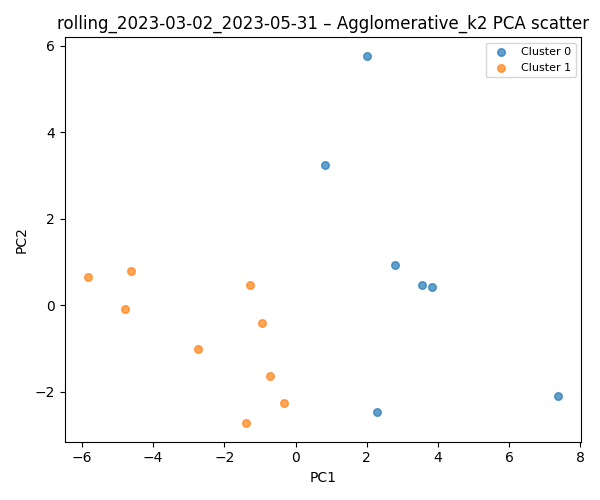 rolling_2023-03-02_2023-05-31 – Agglomerative_k2 PCA scatter
Cluster 0
Cluster 1
6
4
2
0
−2
PC2
−6
−4
−2
0
2
4
6
8
PC1